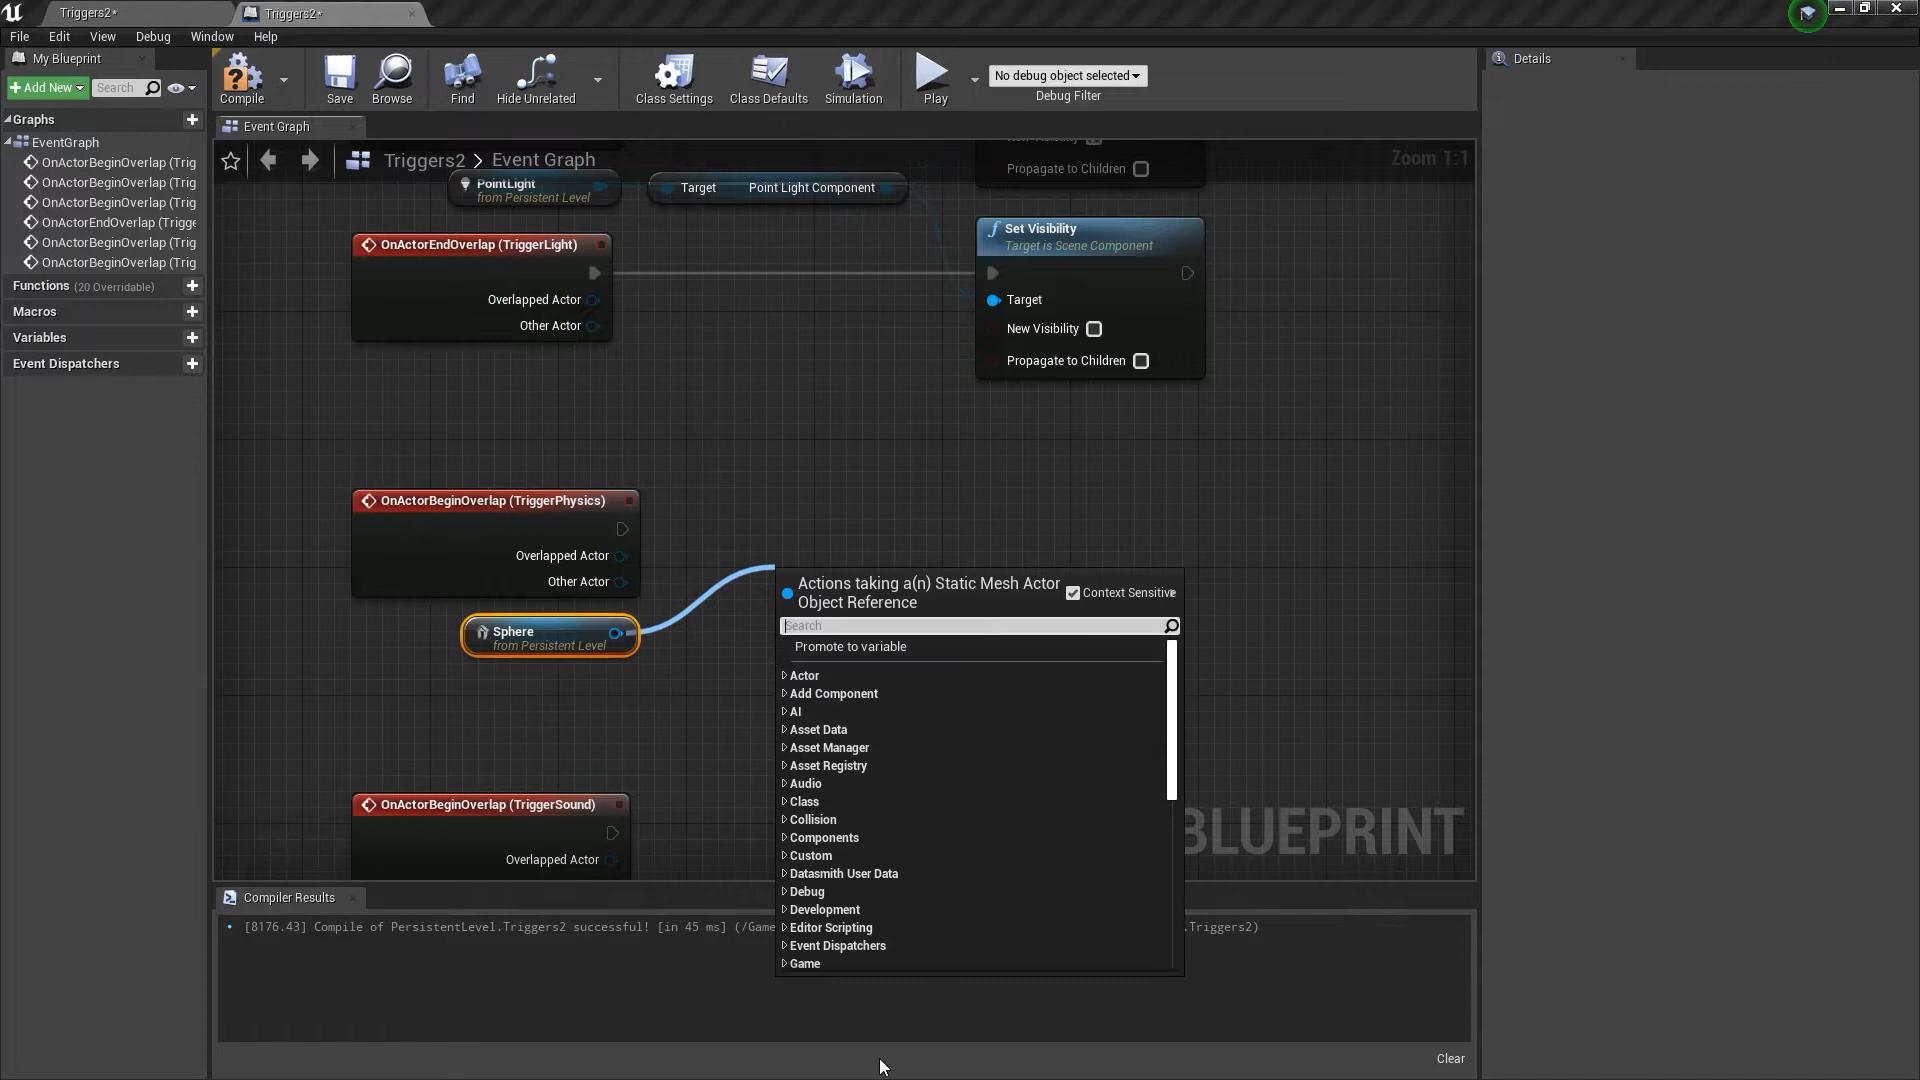 Triggers2*
Triggers2*
File Edit View Debug Window Help
My Blueprint
Add New
Search
Compile
Save
Browse
Find
Hide Unrelated
Class Settings
Class Defaults
Simulation
Play
No debug object selected
Debug Filter
Details
Graphs
EventGraph
OnActorBeginOverlap (Trig
OnActorBeginOverlap (Trig
OnActorBeginOverlap (Trig
OnActorEndOverlap (Trigge
OnActorBeginOverlap (Trig
OnActorBeginOverlap (Trig
Functions (20 Overridable)
Macros
Variables
Event Dispatchers
Event Graph
Triggers2 > Event Graph
Zoom 1:1
PointLight
from Persistent Level
Target Point Light Component
Propagate to Children
OnActorEndOverlap (TriggerLight)
Overlapped Actor
Other Actor
Set Visibility
Target is Scene Component
Target
New Visibility
Propagate to Children
OnActorBeginOverlap (TriggerPhysics)
Overlapped Actor
Other Actor
Sphere
from Persistent Level
OnActorBeginOverlap (TriggerSound)
Overlapped Actor
Actions taking a(n) Static Mesh Actor
Object Reference
Context Sensitive
Search
Promote to variable
Actor
Add Component
AI
Asset Data
Asset Manager
Asset Registry
Audio
Class
Collision
Components
Custom
Datasmith User Data
Debug
Development
Editor Scripting
Event Dispatchers
Game
BLUEPRINT
Compiler Results
[8176.43] Compile of PersistentLevel.Triggers2 successful! [in 45 ms] (/Game
.Triggers2)
Clear